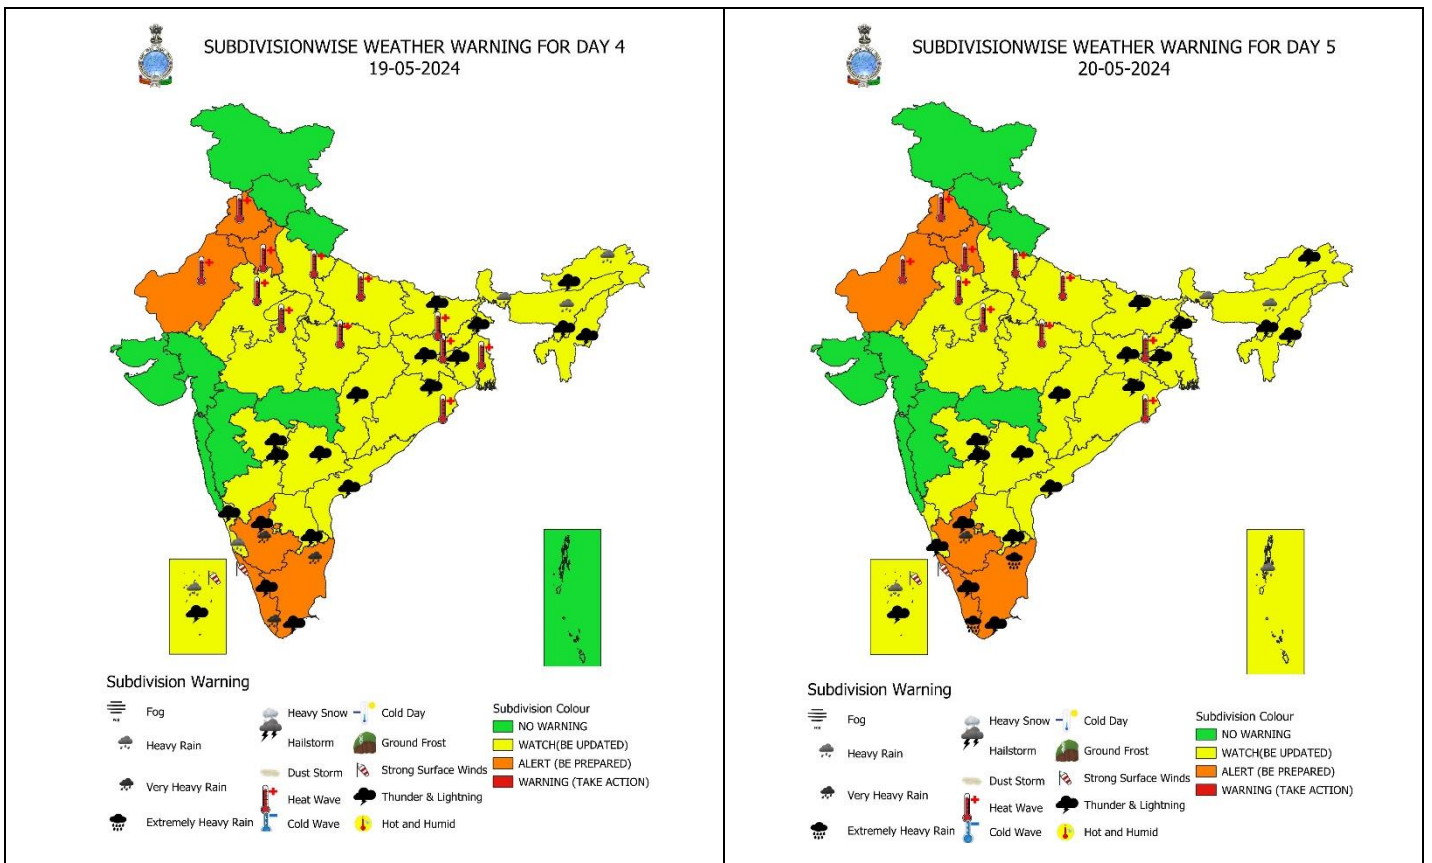 SUBDIVISIONWISE WEATHER WARNING FOR DAY 4
19-05-2024
Subdivision Warning
Fog
Heavy Rain
Very Heavy Rain
Extremely Heavy Rain
Heavy Snow
Hailstorm
Dust Storm
Heat Wave
Cold Wave
Cold Day
Ground Frost
Strong Surface Winds
Thunder & Lightning
Hot and Humid
Subdivision Colour
NO WARNING
WATCH(BE UPDATED)
ALERT (BE PREPARED)
WARNING (TAKE ACTION)
SUBDIVISIONWISE WEATHER WARNING FOR DAY 5
20-05-2024
Subdivision Warning
Fog
Heavy Rain
Very Heavy Rain
Extremely Heavy Rain
Heavy Snow
Hailstorm
Dust Storm
Heat Wave
Cold Wave
Cold Day
Ground Frost
Strong Surface Winds
Thunder & Lightning
Hot and Humid
Subdivision Colour
NO WARNING
WATCH(BE UPDATED)
ALERT (BE PREPARED)
WARNING (TAKE ACTION)